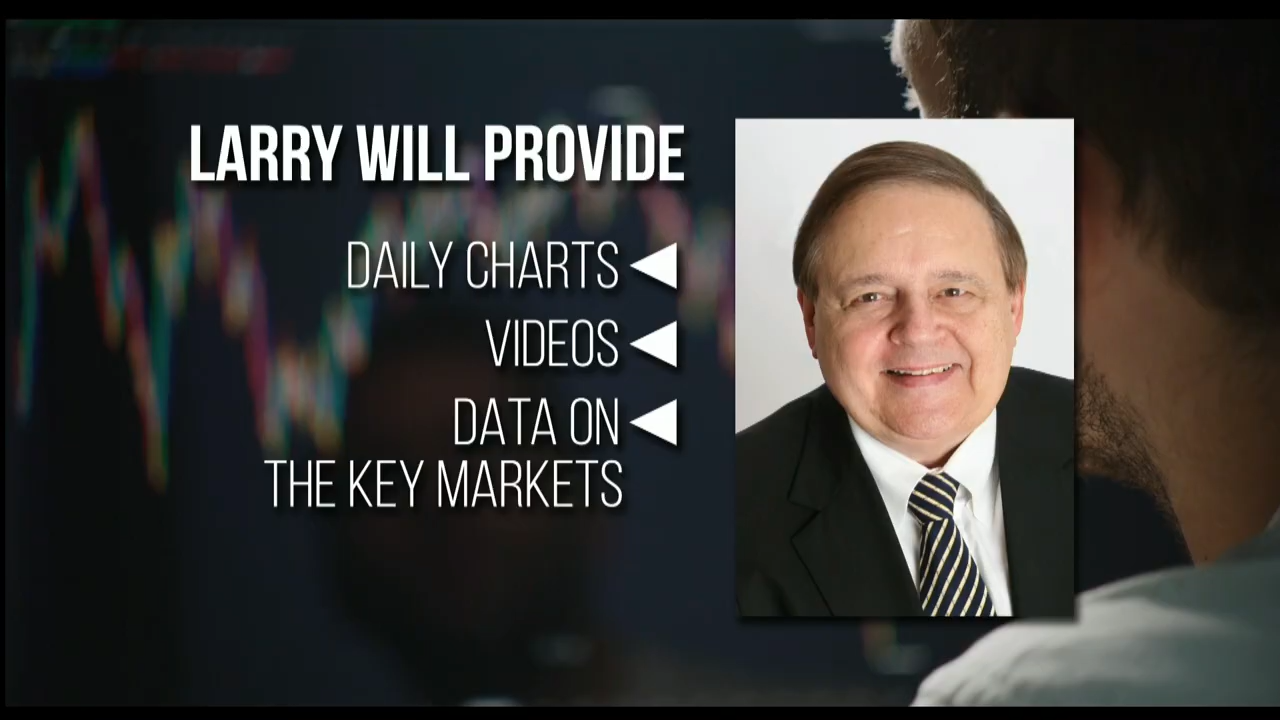 LARRY WILL PROVIDE
DAILY CHARTS
VIDEOS
DATA ON
THE KEY MARKETS